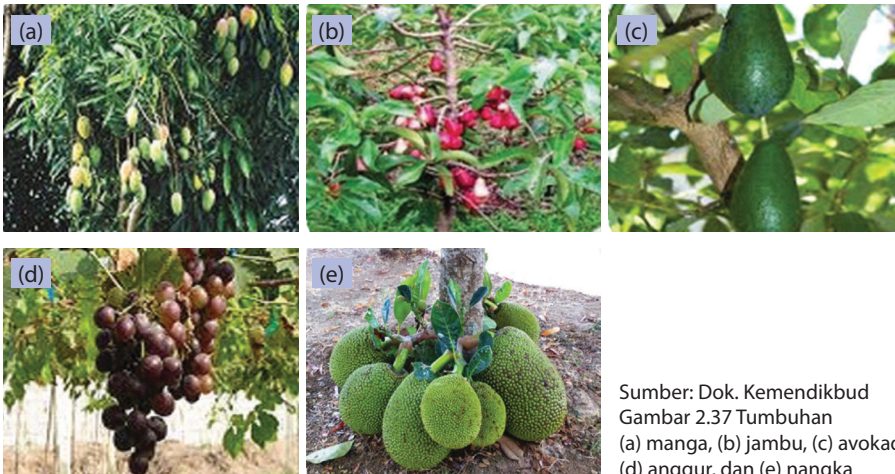 (a)
(b)
(c)
(d)
(e)
Sumber: Dok. Kemendikbud
Gambar 2.37 Tumbuhan
(a) manga, (b) jambu, (c) avokad
(d) anggur, dan (e) nangka